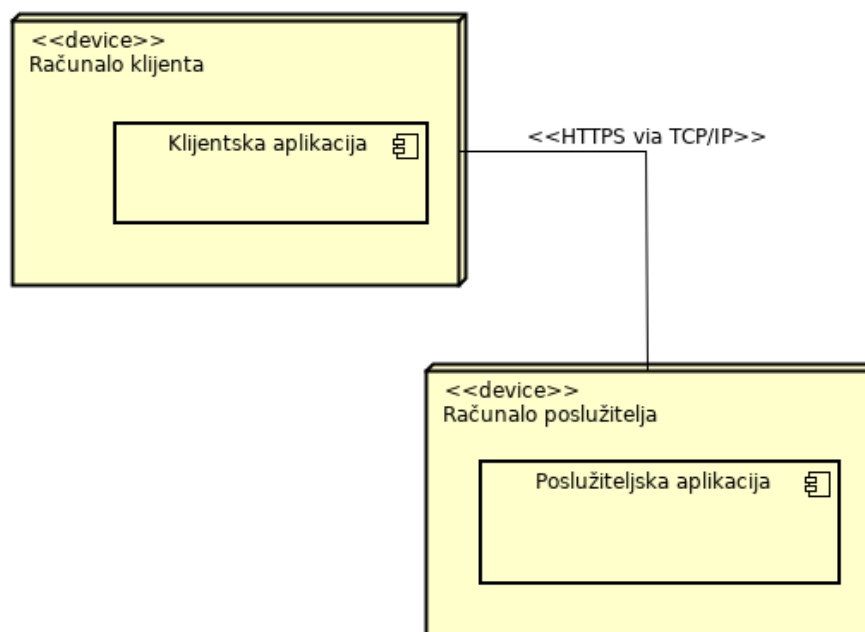 <<device>>
Računalo klijenta
Klijentska aplikacija
<<HTTPS via TCP/IP>>
<<device>>
Računalo poslužitelja
Poslužiteljska aplikacija